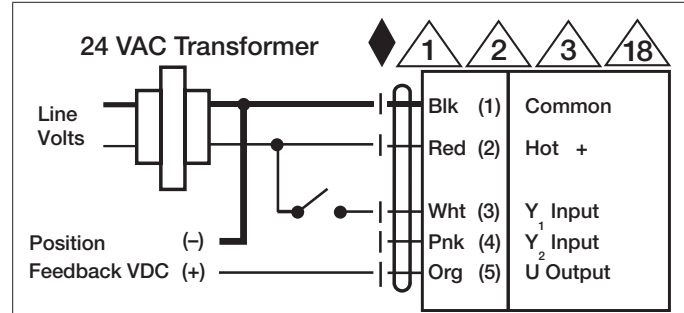 24 VAC Transformer
1 2 3 18
Line
Volts
Blk (1) Common
Red (2) Hot +
Wht (3) Y1 Input
Pnk (4) Y2 Input
Org (5) U Output
Position (–)
Feedback VDC (+)